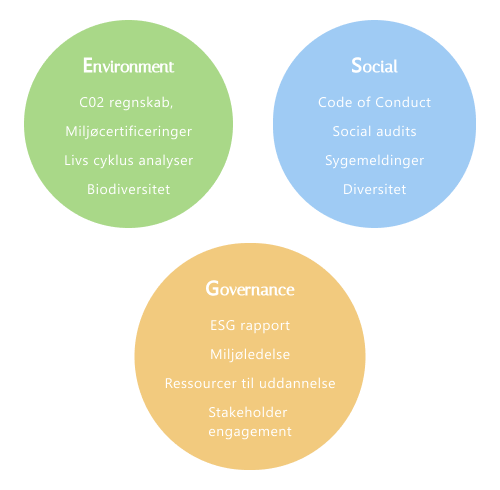 Environment
C02 regnskab,
Miljøcertificeringer
Livs cyklus analyser
Biodiversitet
Social
Code of Conduct
Social audits
Sygemeldinger
Diversitet
Governance
ESG rapport
Miljøledelse
Ressourcer til uddannelse
Stakeholder
engagement